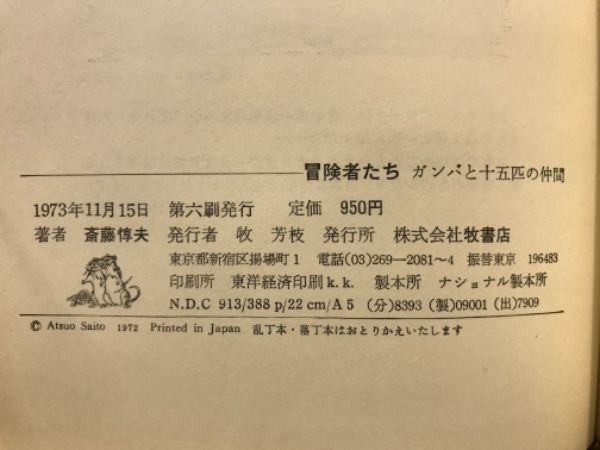 冒険者たち ガンバと十五匹の仲間
1973年11月15日 第六刷発行 定価 950円
著者 斎藤惇夫 発行者 牧 芳枝 発行所 株式会社牧書店
東京都新宿区揚場町1 電話(03)269—2081〜4 振替東京 196483
印刷所 東洋経済印刷k.k. 製本所 ナショナル製本所
N.D.C 913/388 p/22 cm/A5 (分)8393 (製)09001 (出)7909
© Atsuo Saito 1972 Printed in Japan 乱丁本・落丁本はおとりかえいたします